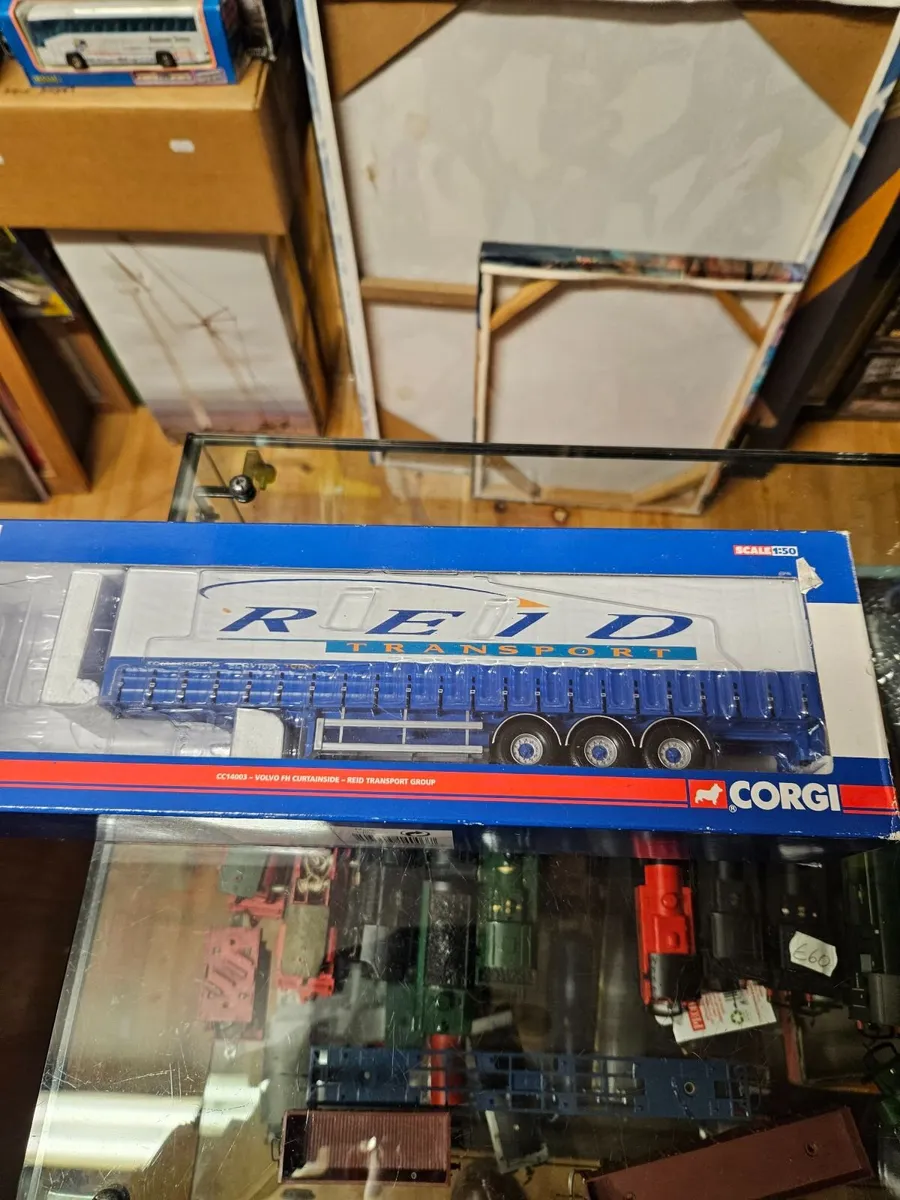 SCALE 1:50
REID
TRANSPORT
CC14003 – VOLVO FH CURTAINSIDE – REID TRANSPORT GROUP
® CORGI
£60